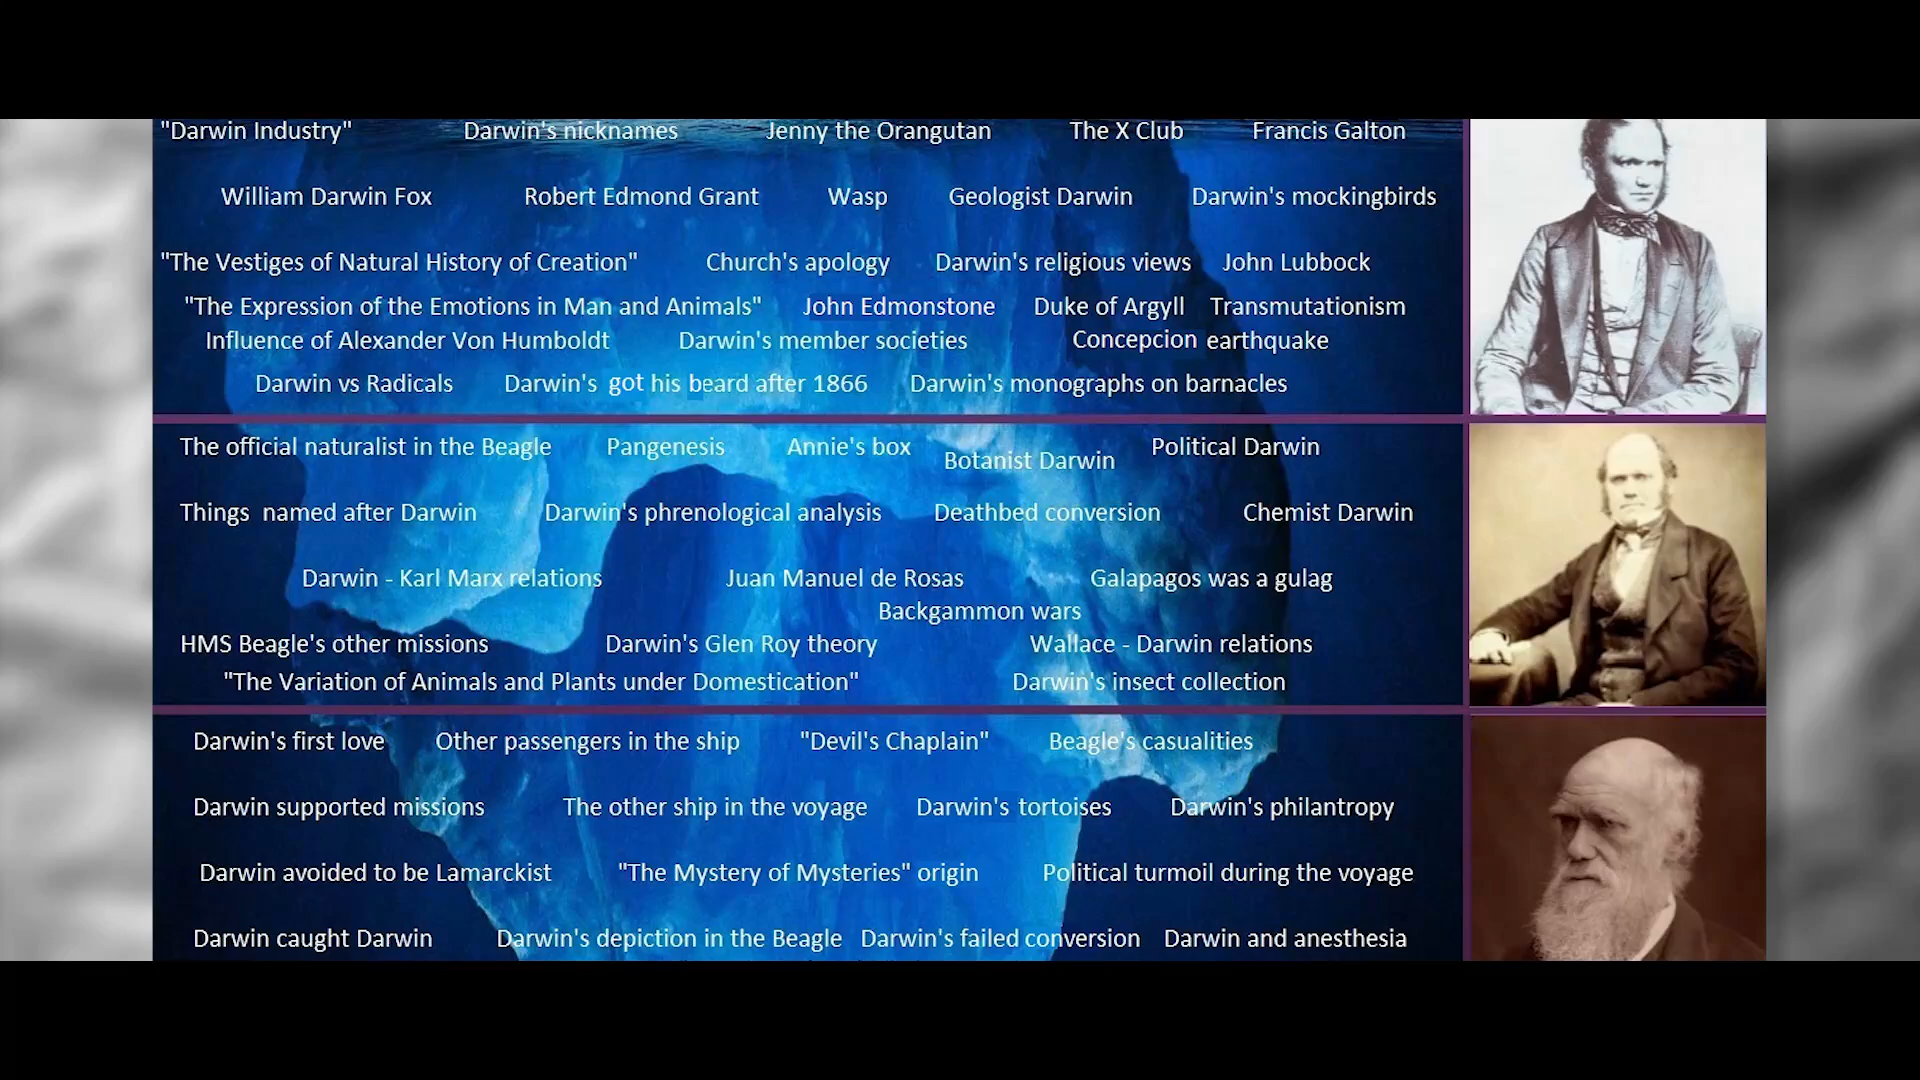 "Darwin Industry" Darwin's nicknames Jenny the Orangutan The X Club Francis Galton
William Darwin Fox Robert Edmond Grant Wasp Geologist Darwin Darwin's mockingbirds
"The Vestiges of Natural History of Creation" Church's apology Darwin's religious views John Lubbock
"The Expression of the Emotions in Man and Animals" John Edmonstone Duke of Argyll Transmutationism
Influence of Alexander Von Humboldt Darwin's member societies Concepcion earthquake
Darwin vs Radicals Darwin's got his beard after 1866 Darwin's monographs on barnacles
The official naturalist in the Beagle Pangenesis Annie's box Botanist Darwin Political Darwin
Things named after Darwin Darwin's phrenological analysis Deathbed conversion Chemist Darwin
Darwin - Karl Marx relations Juan Manuel de Rosas Galapagos was a gulag
Backgammon wars
HMS Beagle's other missions Darwin's Glen Roy theory Wallace - Darwin relations
"The Variation of Animals and Plants under Domestication" Darwin's insect collection
Darwin's first love Other passengers in the ship "Devil's Chaplain" Beagle's casualities
Darwin supported missions The other ship in the voyage Darwin's tortoises Darwin's philantropy
Darwin avoided to be Lamarckist "The Mystery of Mysteries" origin Political turmoil during the voyage
Darwin caught Darwin Darwin's depiction in the Beagle Darwin's failed conversion Darwin and anesthesia